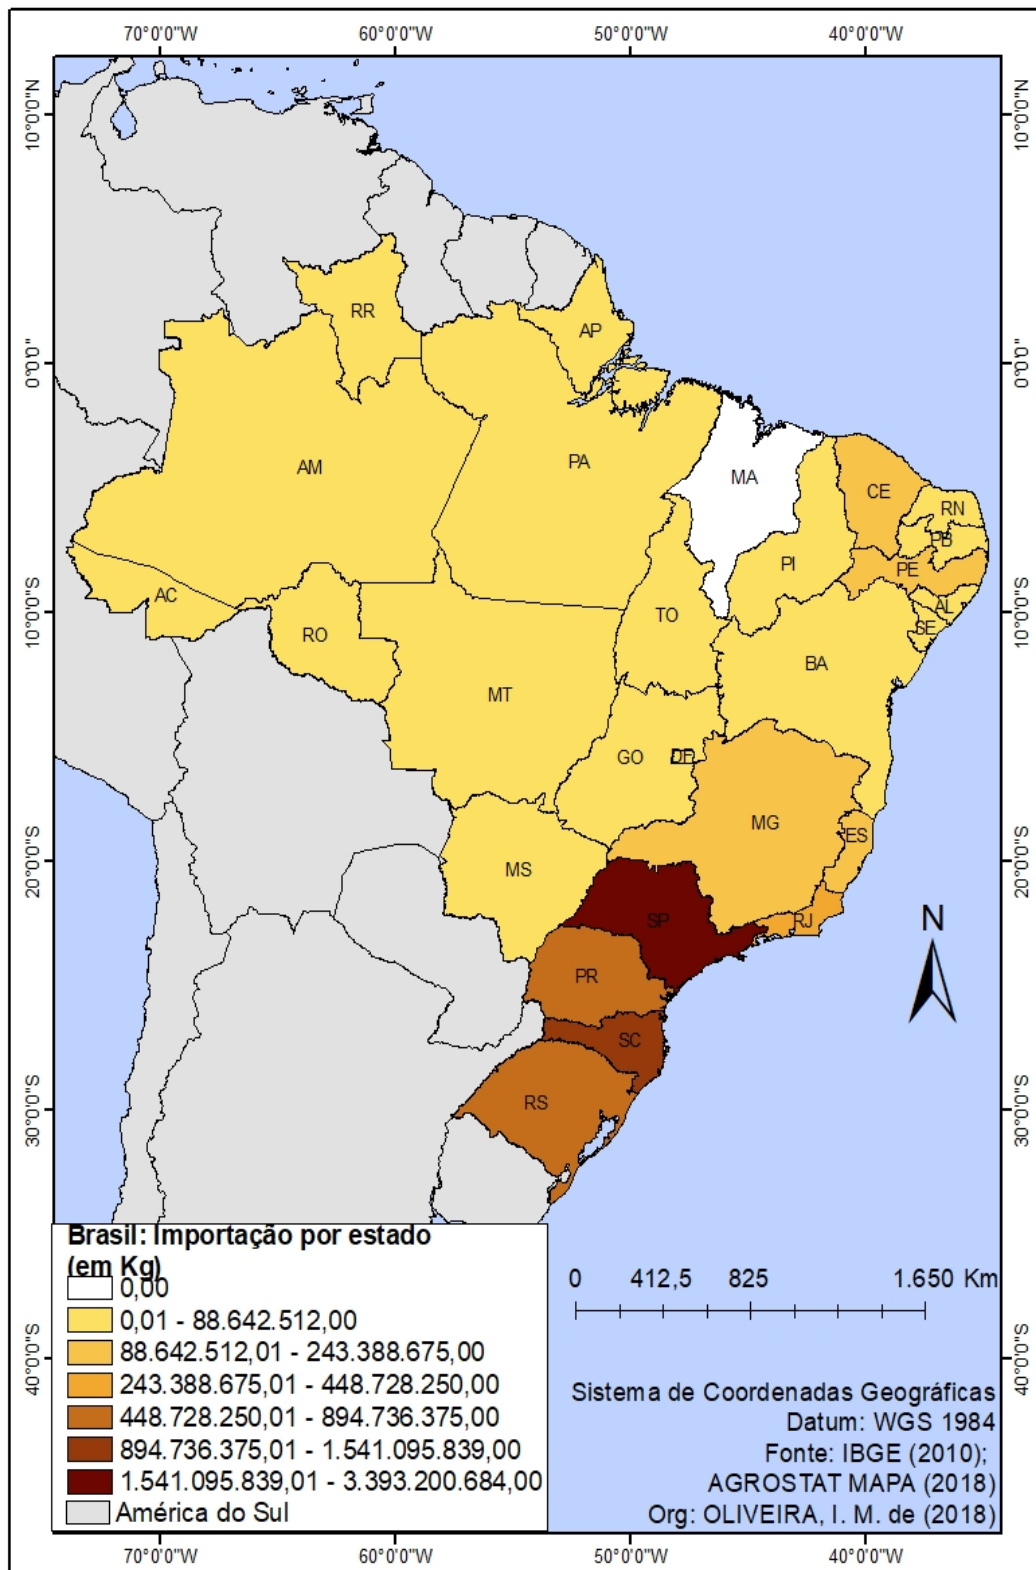 70°0'0"W 60°0'0"W 50°0'0"W 40°0'0"W
10°0'0"N 10°0'0"N
RR
AP
0°0'0" 0°0'0"
AM
PA
MA
CE
RN
PB
PI
PE
AC
TO
AL
10°0'0"S 10°0'0"S
RO
SE
BA
MT
GO
DF
MG
ES
20°0'0"S 20°0'0"S
MS
SP
RJ
N
PR
SC
RS
30°0'0"S 30°0'0"S
Brasil: Importação por estado
(em Kg)
0,00
0,01 - 88.642.512,00
88.642.512,01 - 243.388.675,00
243.388.675,01 - 448.728.250,00
448.728.250,01 - 894.736.375,00
894.736.375,01 - 1.541.095.839,00
1.541.095.839,01 - 3.393.200.684,00
América do Sul
0 412,5 825 1.650 Km
40°0'0"S 40°0'0"S
Sistema de Coordenadas Geográficas
Datum: WGS 1984
Fonte: IBGE (2010);
AGROSTAT MAPA (2018)
Org: OLIVEIRA, I. M. de (2018)
70°0'0"W 60°0'0"W 50°0'0"W 40°0'0"W